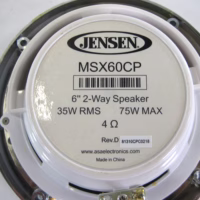 JENSEN
MSX60CP
6" 2-Way Speaker
35W RMS 75W MAX
4 Ω
Rev.D
www.asaelectronics.com
Made in China